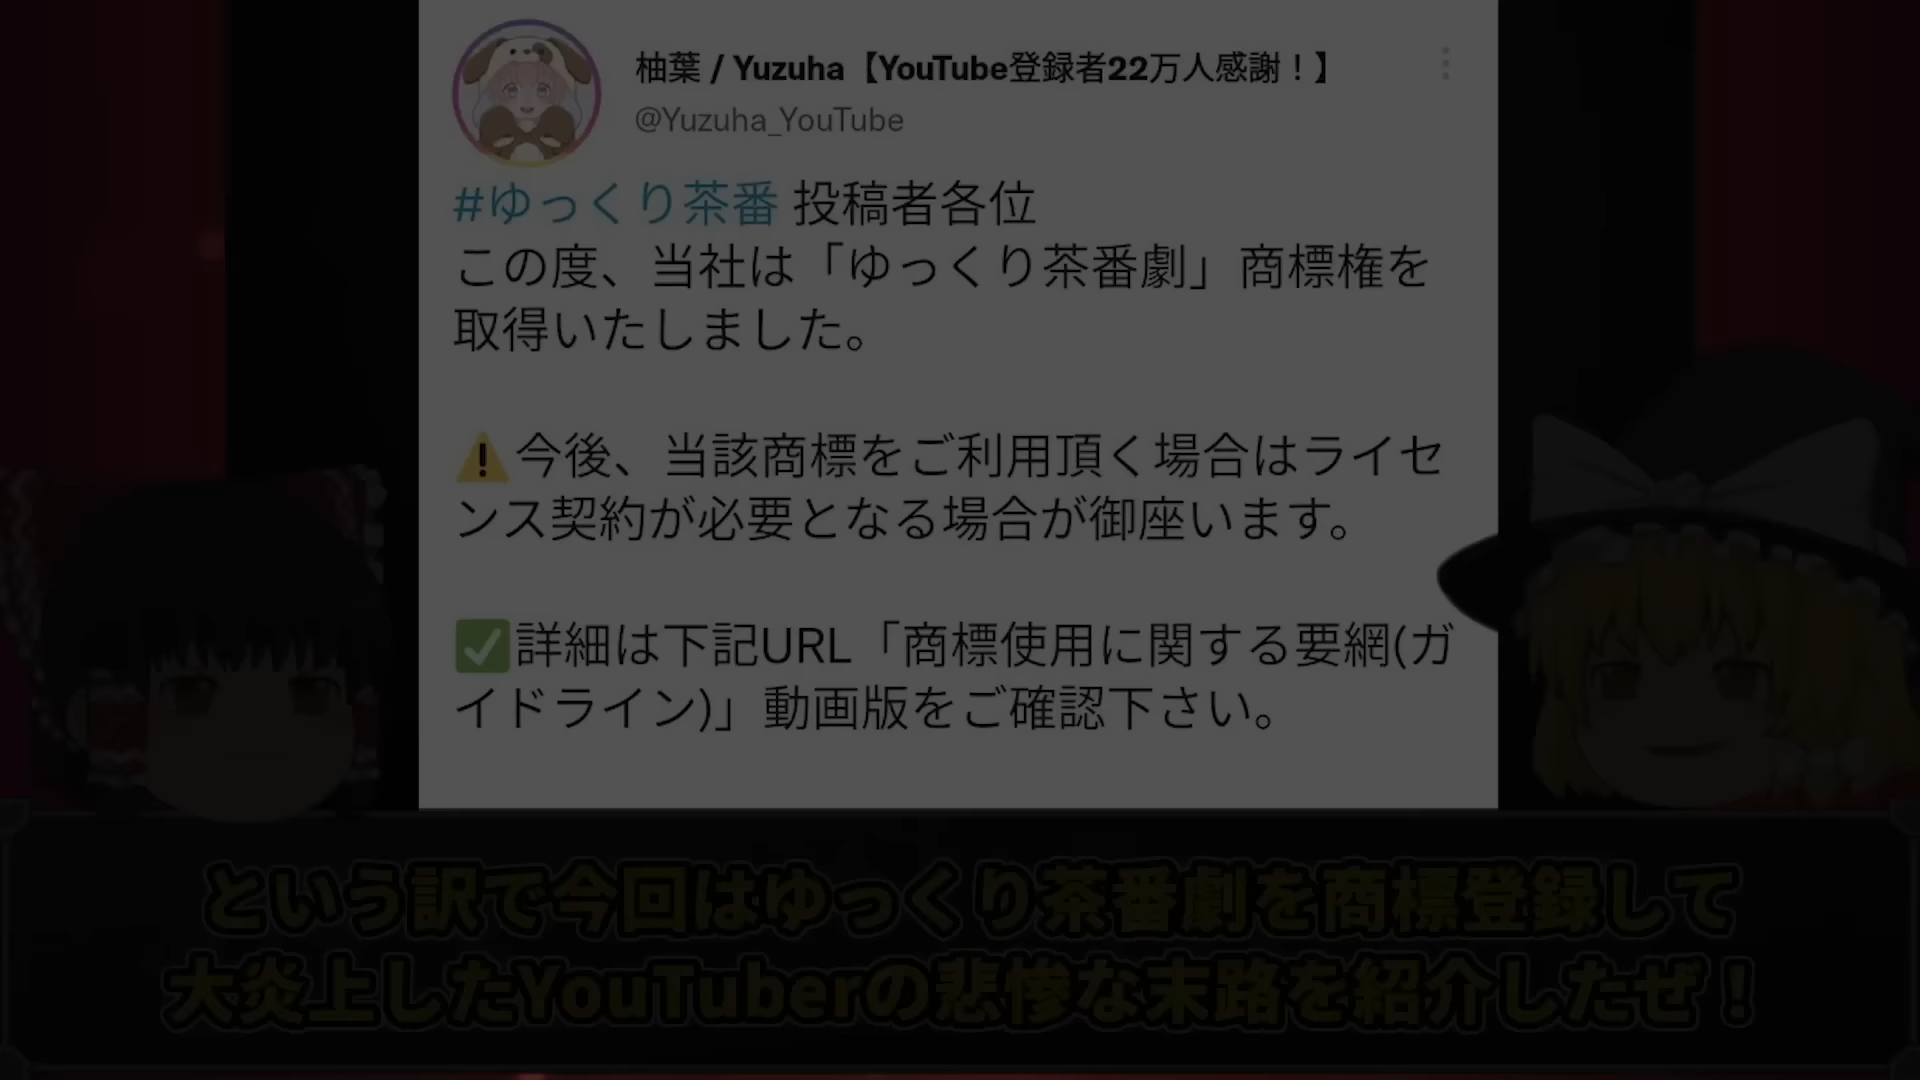 柚葉 / Yuzuha【YouTube登録者22万人感謝！】
@Yuzuha_YouTube
#ゆっくり茶番 投稿者各位
この度、当社は「ゆっくり茶番劇」商標権を
取得いたしました。
⚠️今後、当該商標をご利用頂く場合はライセ
ンス契約が必要となる場合が御座います。
✅詳細は下記URL「商標使用に関する要綱(ガ
イドライン)」動画版をご確認下さい。
という訳で今回はゆっくり茶番劇を商標登録して
大炎上したYouTuberの悲惨な末路を紹介したぜ！